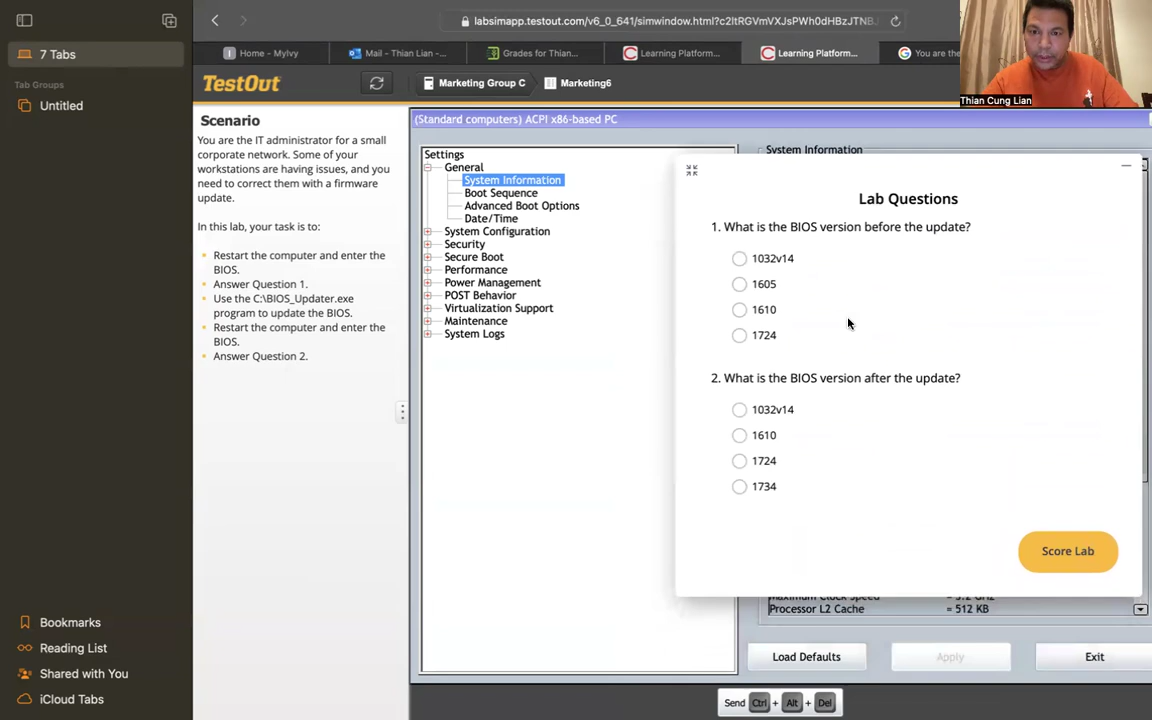 7 Tabs
Tab Groups
Untitled
Bookmarks
Reading List
Shared with You
iCloud Tabs
labsimapp.testout.com/v6_0_641/simwindow.html?c2ltRGVmVXJsPWh0dHBzJTNB
Home - MyIvy
Mail - Thian Lian -...
Grades for Thian...
Learning Platform...
Learning Platform...
You are the
Thian Cung Lian
TestOut
Marketing Group C
Marketing6
Scenario
You are the IT administrator for a small
corporate network. Some of your
workstations are having issues, and you
need to correct them with a firmware
update.
In this lab, your task is to:
Restart the computer and enter the
BIOS.
Answer Question 1.
Use the C:\BIOS_Updater.exe
program to update the BIOS.
Restart the computer and enter the
BIOS.
Answer Question 2.
(Standard computers) ACPI x86-based PC
Settings
General
System Information
Boot Sequence
Advanced Boot Options
Date/Time
System Configuration
Security
Secure Boot
Performance
Power Management
POST Behavior
Virtualization Support
Maintenance
System Logs
System Information
Lab Questions
1. What is the BIOS version before the update?
1032v14
1605
1610
1724
2. What is the BIOS version after the update?
1032v14
1610
1724
1734
Score Lab
Maximum Clock Speed = 3.2 GHz
Processor L2 Cache = 512 KB
Load Defaults
Apply
Exit
Send Ctrl + Alt + Del